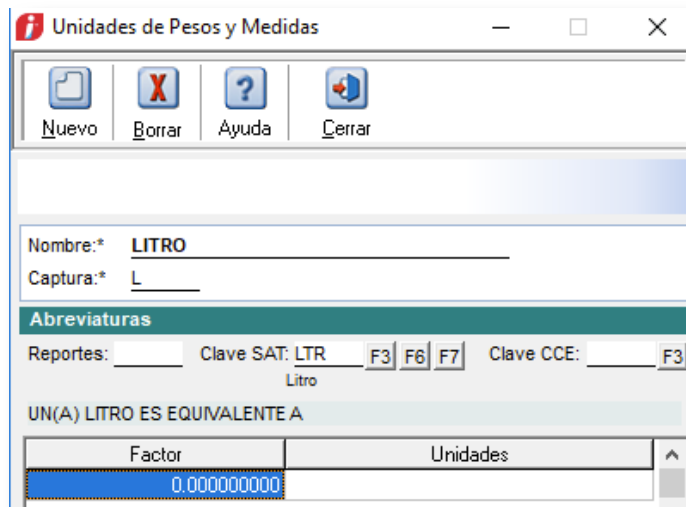 Unidades de Pesos y Medidas
Nuevo Borrar Ayuda Cerrar
Nombre:* LITRO
Captura:* L
Abreviaturas
Reportes: Clave SAT: LTR F3 F6 F7 Clave CCE: F3
Litro
UN(A) LITRO ES EQUIVALENTE A
Factor Unidades
0.000000000